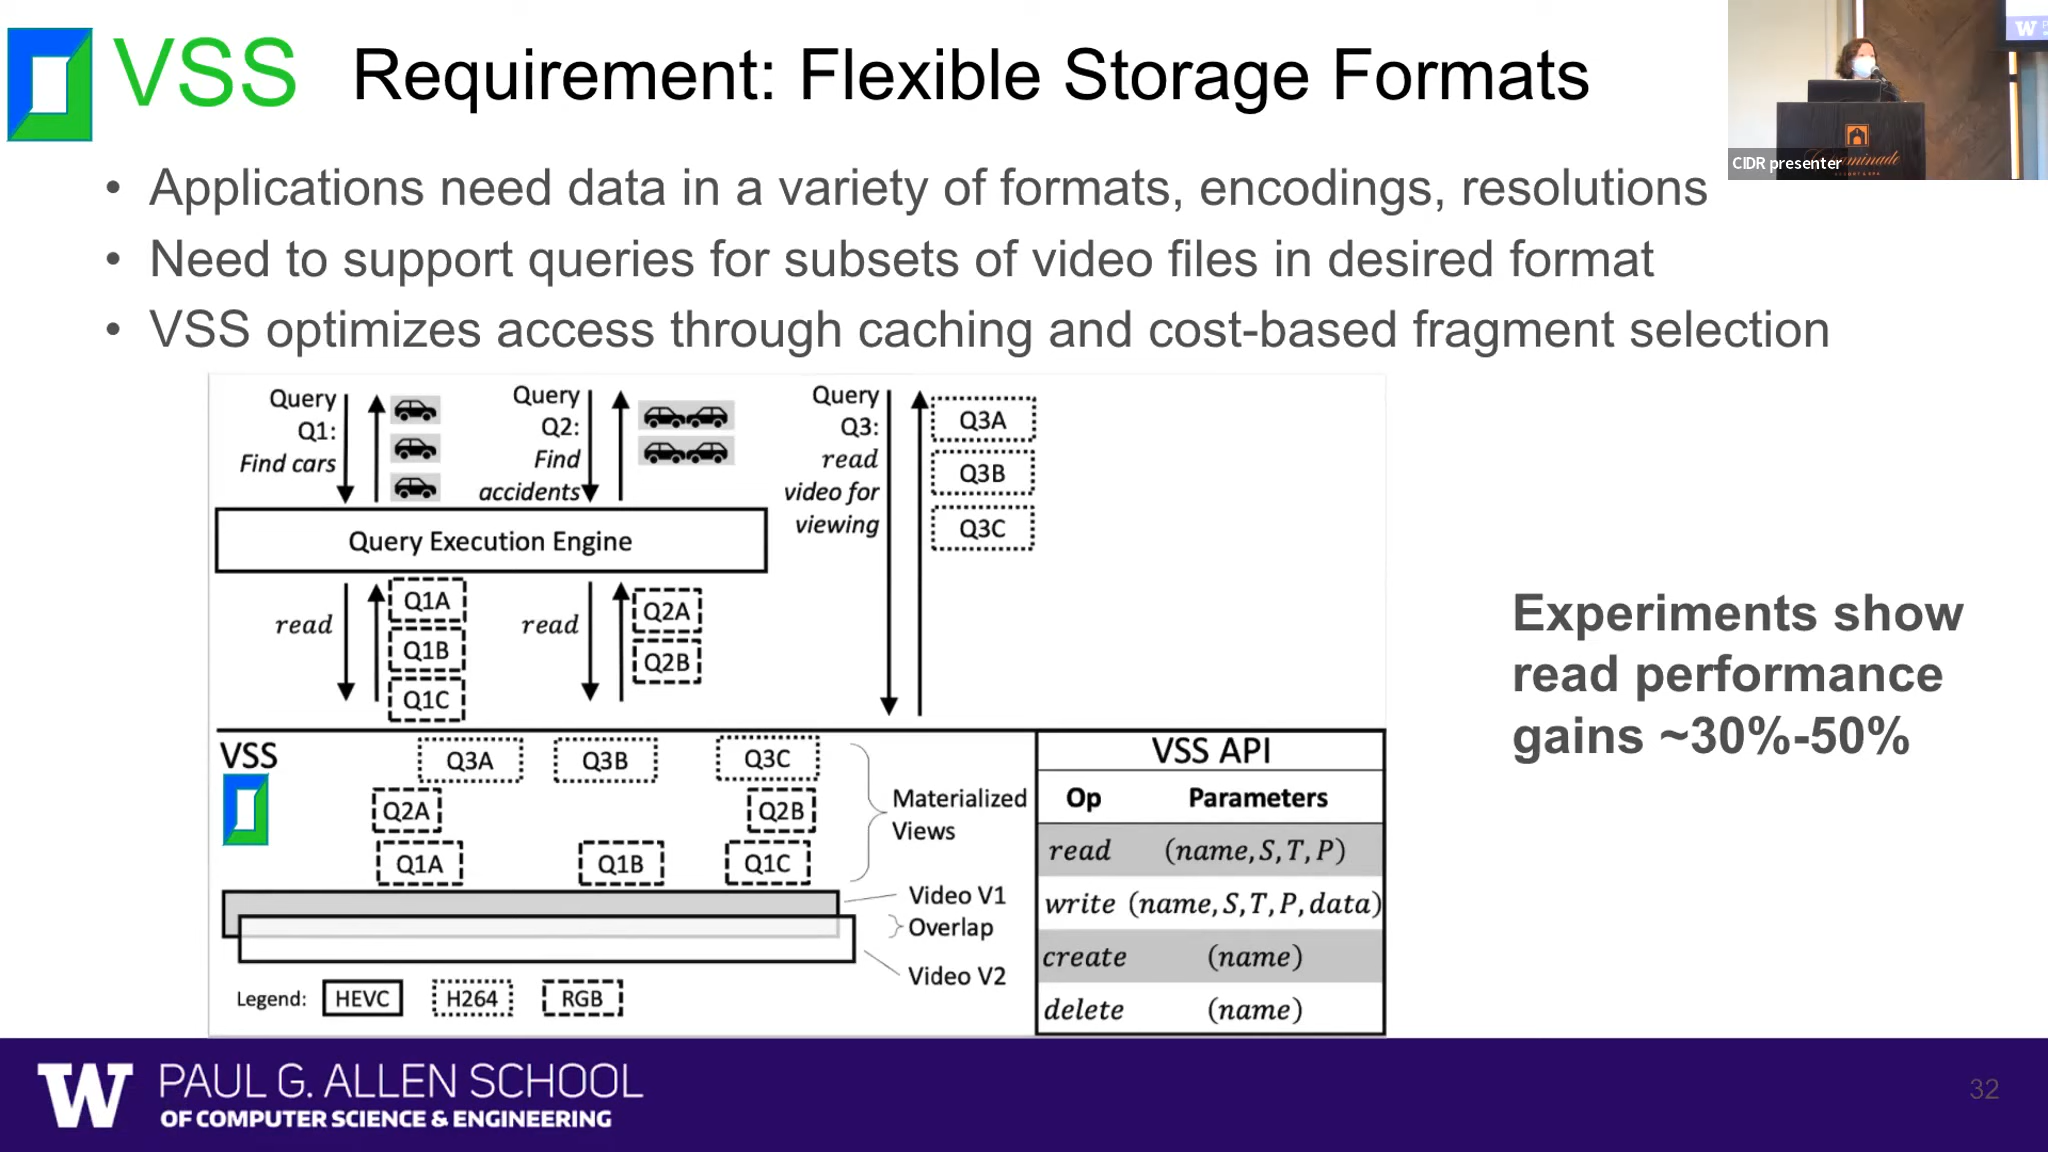 VSS
Requirement: Flexible Storage Formats
CIDR presenter
• Applications need data in a variety of formats, encodings, resolutions
• Need to support queries for subsets of video files in desired format
• VSS optimizes access through caching and cost-based fragment selection
Query
Q1:
Find cars
Query
Q2:
Find
accidents
Query
Q3:
read
video for
viewing
Q3A
Q3B
Q3C
Query Execution Engine
read
Q1A
Q1B
Q1C
read
Q2A
Q2B
Experiments show
read performance
gains ~30%-50%
VSS
Q3A Q3B Q3C
Q2A Q2B
Q1A Q1B Q1C
Materialized
Views
Video V1
Overlap
Video V2
Legend: HEVC H264 RGB
VSS API
Op Parameters
read (name, S, T, P)
write (name, S, T, P, data)
create (name)
delete (name)
W PAUL G. ALLEN SCHOOL
OF COMPUTER SCIENCE & ENGINEERING
32